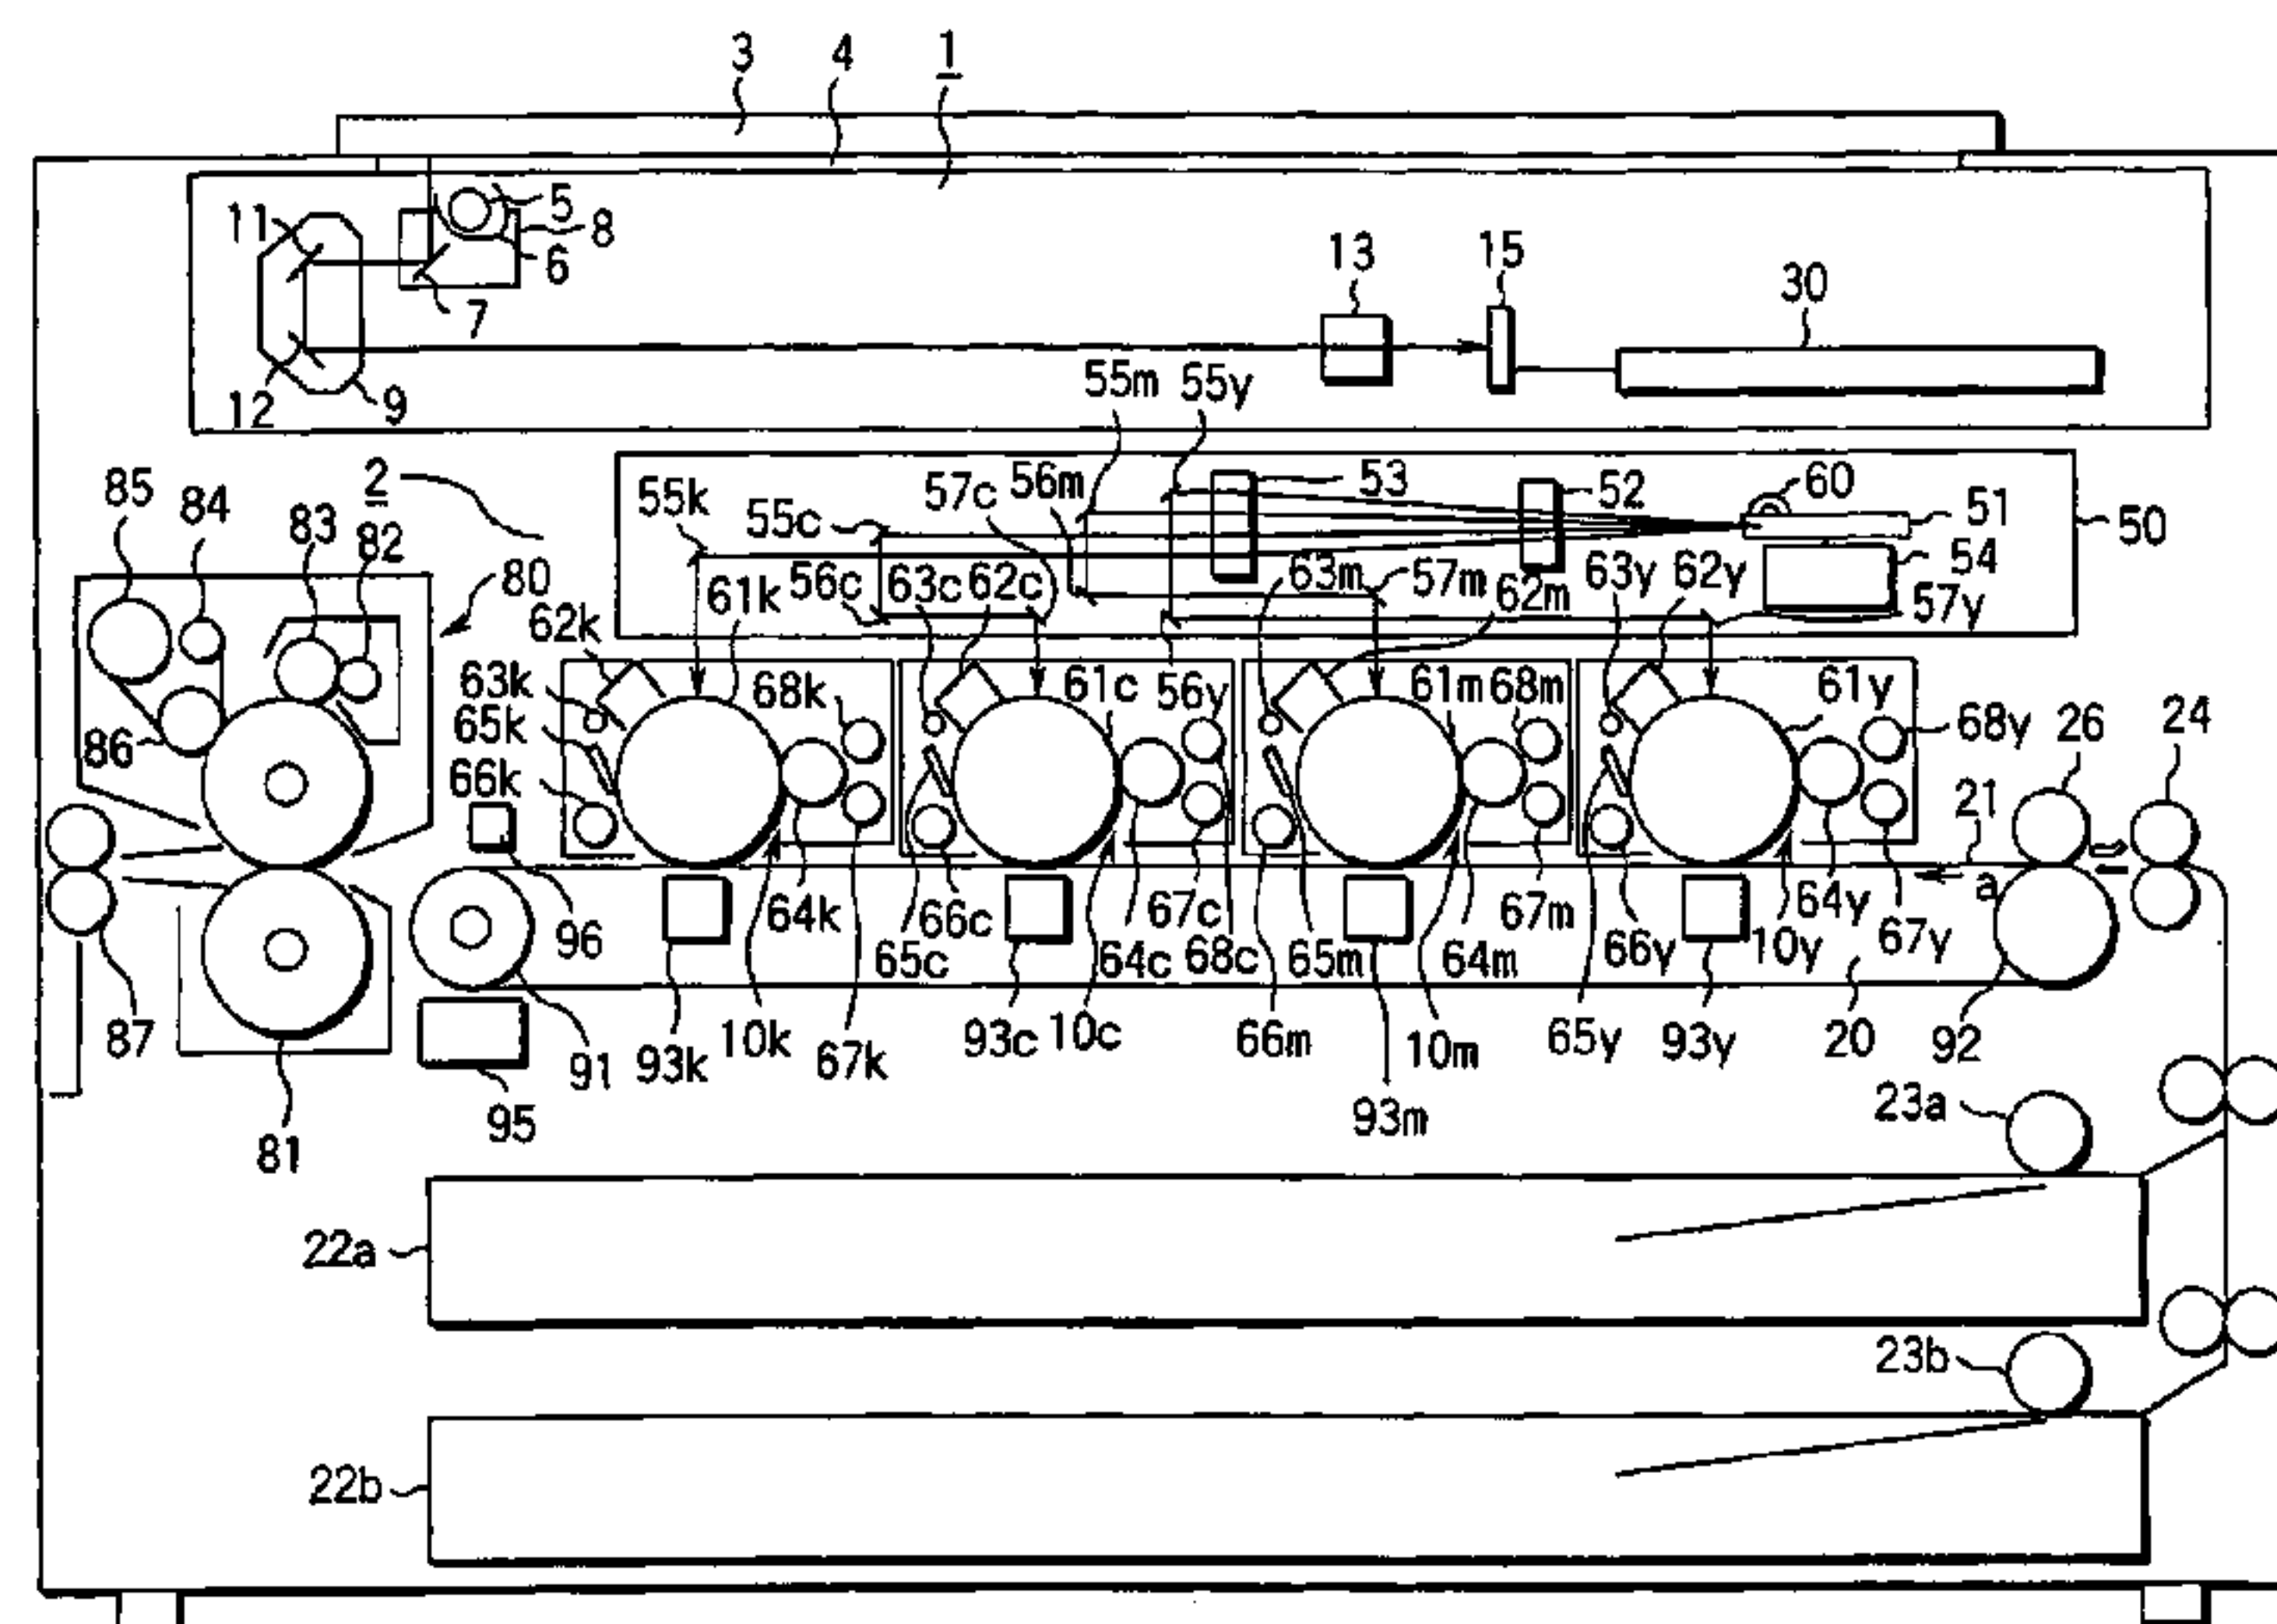 3 4 1
11 5 8 6 7 13 15 30
12 9 55m 55y
85 84 83 82 2 55k 55c 57c 56m 53 52 60 51 50
80 62k 61k 56c 63c 62c 63m 57m 62m 63y 62y 54 57y
63k 68k 61c 56y 61m 68m 61y 68y 26 24
86 65k 66k 21
96 64k 66c 67c 67m 66y 10y 64y 67y a
65c 64c 68c 65m 64m
87 91 93k 10k 67k 93c 10c 66m 10m 65y 93y 20 92
81 95 93m 23a
22a
23b
22b